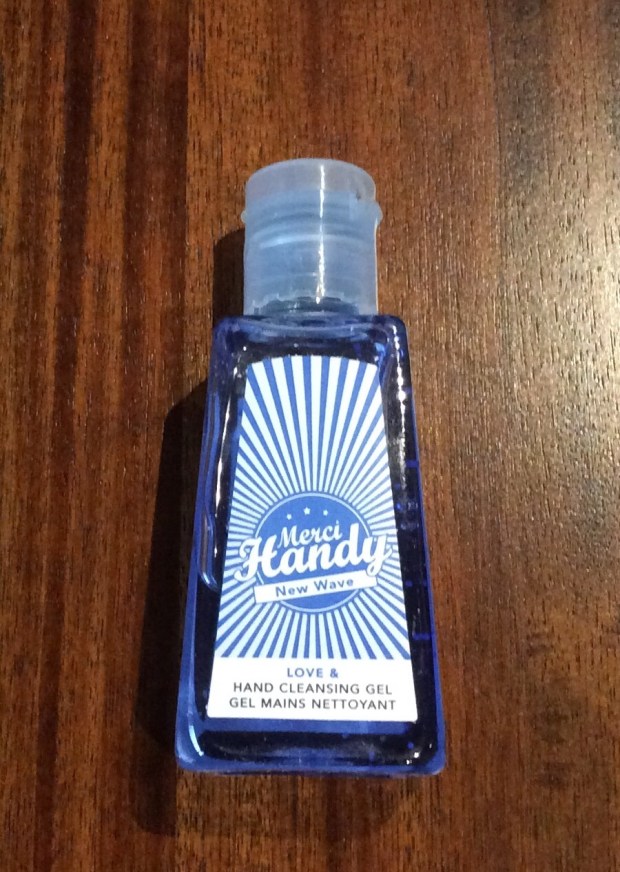 Merci
Handy
New Wave
LOVE &
HAND CLEANSING GEL
GEL MAINS NETTOYANT